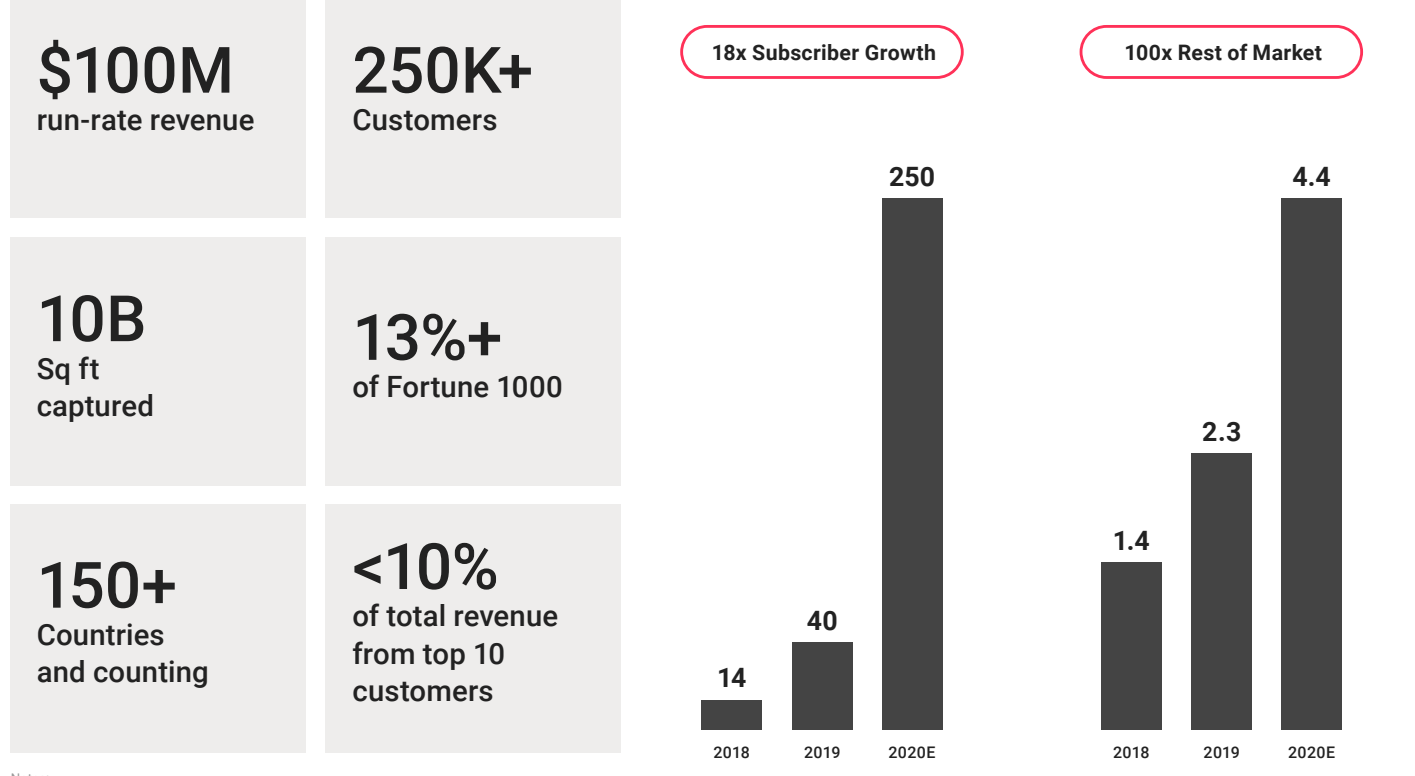 $100M
run-rate revenue
250K+
Customers
10B
Sq ft
captured
13%+
of Fortune 1000
150+
Countries
and counting
<10%
of total revenue
from top 10
customers
18x Subscriber Growth
250
40
14
2018 2019 2020E
100x Rest of Market
4.4
2.3
1.4
2018 2019 2020E